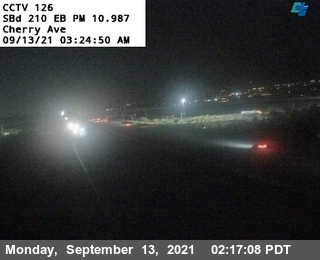 CCTV 126
SBd 210 EB PM 10.987
Cherry Ave
09/13/21 03:24:50 AM
Monday, September 13, 2021 02:17:08 PDT